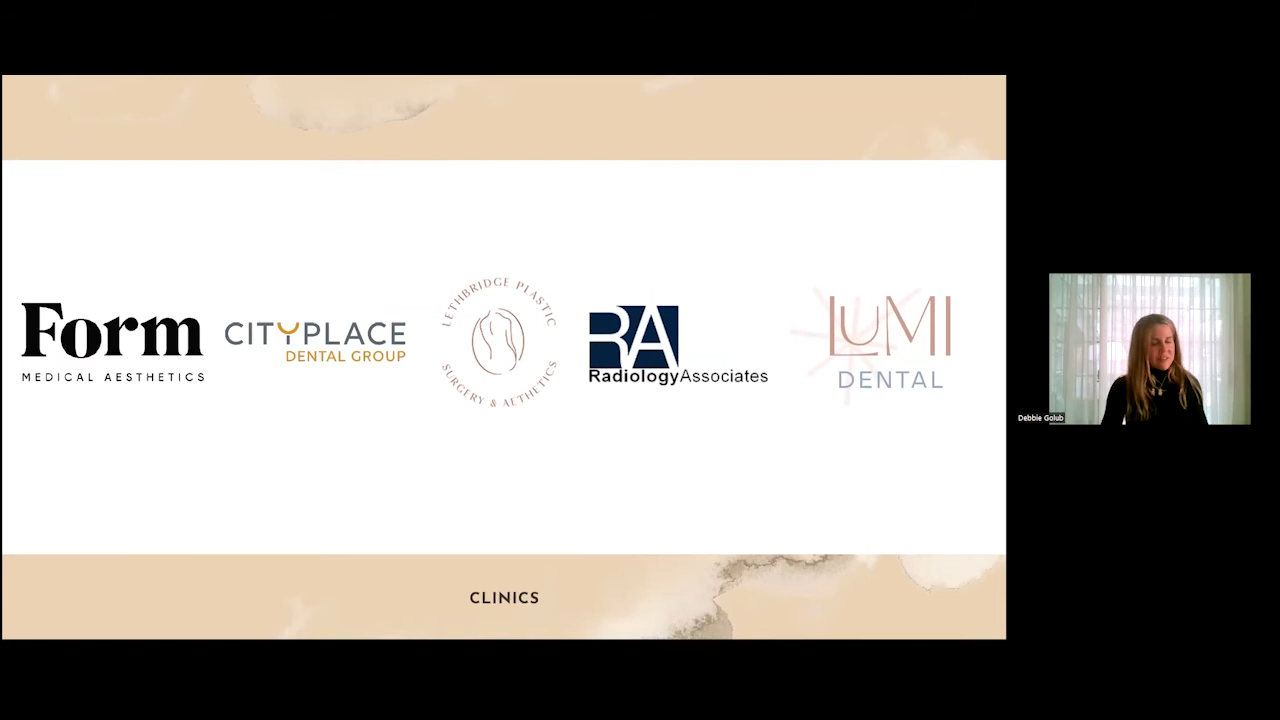 Form
MEDICAL AESTHETICS
CITYPLACE
DENTAL GROUP
LETHBRIDGE PLASTIC
SURGERY & AESTHETICS
RA
RadiologyAssociates
LUMI
DENTAL
Debbie Golub
CLINICS